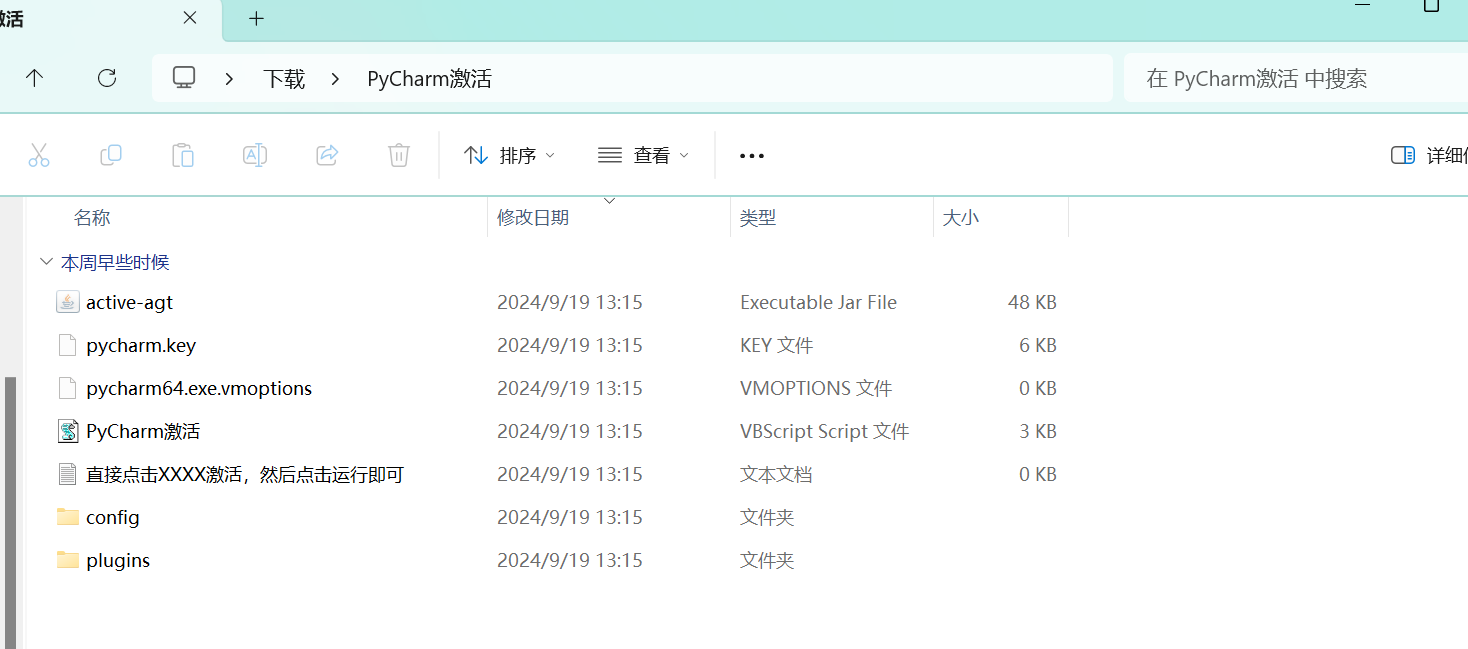 激活
下载 PyCharm激活 在 PyCharm激活 中搜索
排序 查看 详细
名称 修改日期 类型 大小
本周早些时候
active-agt 2024/9/19 13:15 Executable Jar File 48 KB
pycharm.key 2024/9/19 13:15 KEY 文件 6 KB
pycharm64.exe.vmoptions 2024/9/19 13:15 VMOPTIONS 文件 0 KB
PyCharm激活 2024/9/19 13:15 VBScript Script 文件 3 KB
直接点击XXXX激活，然后点击运行即可 2024/9/19 13:15 文本文档 0 KB
config 2024/9/19 13:15 文件夹
plugins 2024/9/19 13:15 文件夹